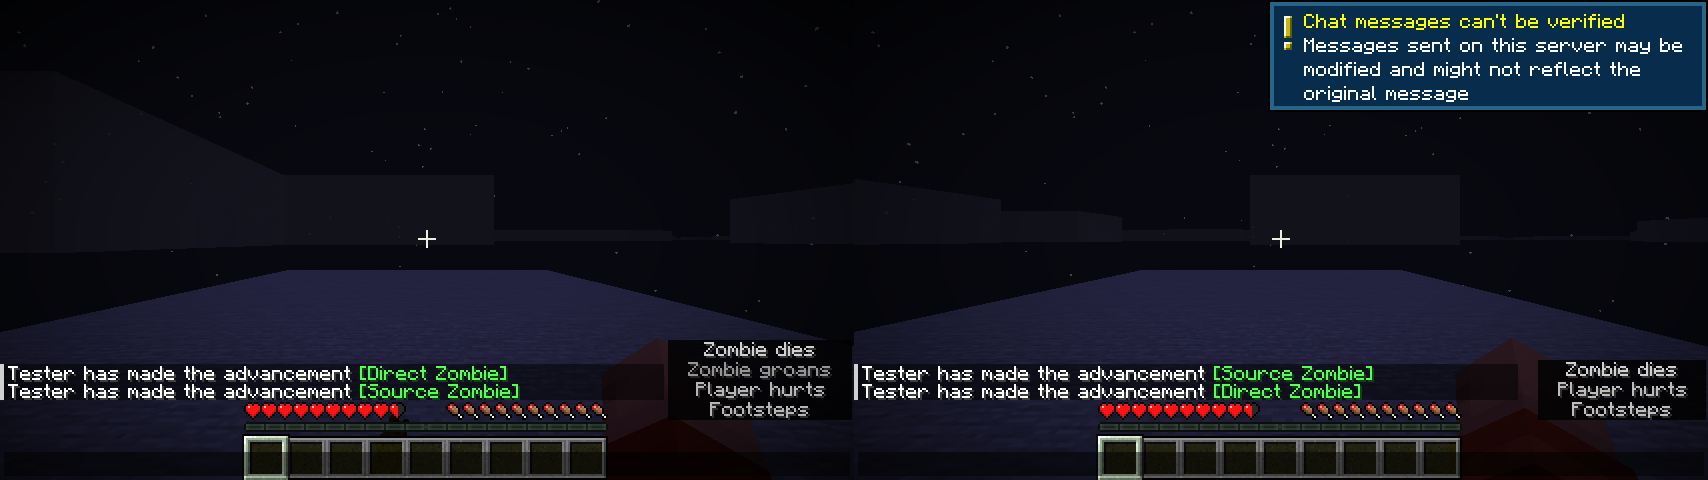 Chat messages can't be verified
Messages sent on this server may be
modified and might not reflect the
original message
Zombie dies
Zombie groans
Player hurts
Footsteps
Tester has made the advancement [Direct Zombie]
Tester has made the advancement [Source Zombie]
Zombie dies
Player hurts
Footsteps
Tester has made the advancement [Source Zombie]
Tester has made the advancement [Direct Zombie]